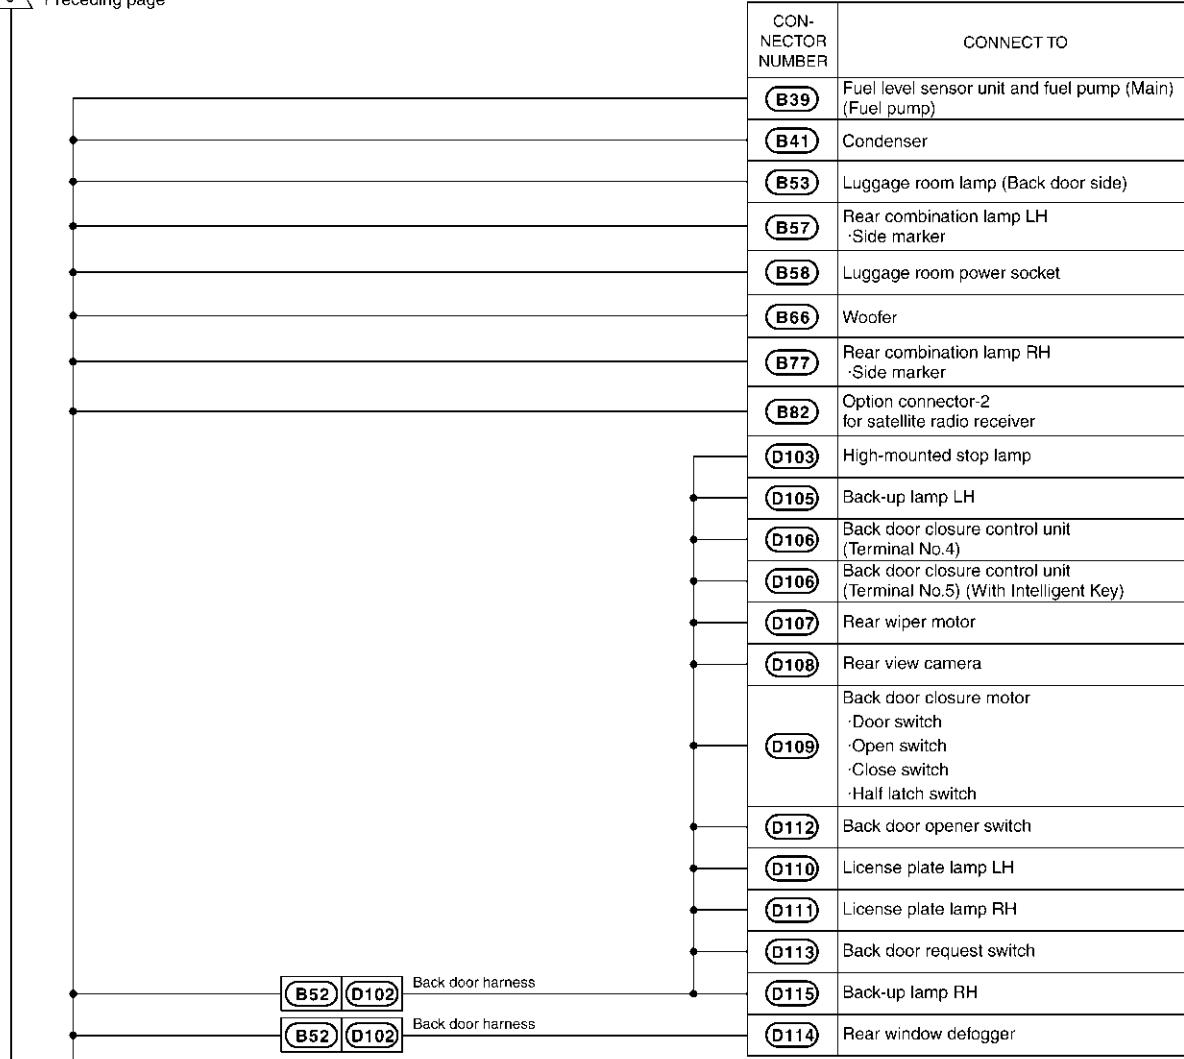 Preceding page
CON-
NECTOR
NUMBER
CONNECT TO
B39
Fuel level sensor unit and fuel pump (Main)
(Fuel pump)
B41
Condenser
B53
Luggage room lamp (Back door side)
B57
Rear combination lamp LH
·Side marker
B58
Luggage room power socket
B66
Woofer
B77
Rear combination lamp RH
·Side marker
B82
Option connector-2
for satellite radio receiver
D103
High-mounted stop lamp
D105
Back-up lamp LH
D106
Back door closure control unit
(Terminal No.4)
D106
Back door closure control unit
(Terminal No.5) (With Intelligent Key)
D107
Rear wiper motor
D108
Rear view camera
D109
Back door closure motor
·Door switch
·Open switch
·Close switch
·Half latch switch
D112
Back door opener switch
D110
License plate lamp LH
D111
License plate lamp RH
D113
Back door request switch
B52 D102 Back door harness
D115
Back-up lamp RH
B52 D102 Back door harness
D114
Rear window defogger